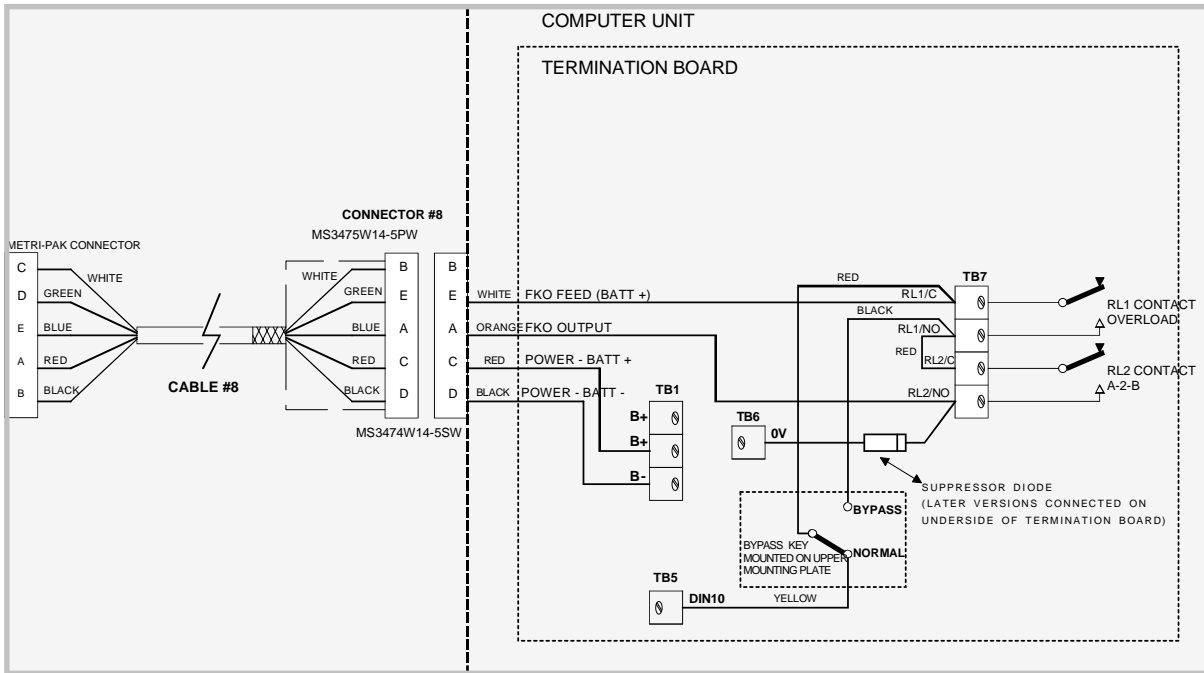 COMPUTER UNIT
TERMINATION BOARD
CONNECTOR #8
MS3475W14-5PW
METRI-PAK CONNECTOR
C
D
E
A
B
WHITE
GREEN
BLUE
RED
BLACK
CABLE #8
WHITE
GREEN
BLUE
RED
BLACK
B
E
A
C
D
B
E
A
C
D
MS3474W14-5SW
WHITE FKO FEED (BATT +)
ORANGE FKO OUTPUT
RED POWER - BATT +
BLACK POWER - BATT -
TB1
B+
B+
B-
TB6
0V
RED
BLACK
RED
TB7
RL1/C
RL1/NO
RL2/C
RL2/NO
RL1 CONTACT
OVERLOAD
RL2 CONTACT
A-2-B
SUPPRESSOR DIODE
(LATER VERSIONS CONNECTED ON
UNDERSIDE OF TERMINATION BOARD)
BYPASS
NORMAL
BYPASS KEY
MOUNTED ON UPPER
MOUNTING PLATE
TB5
DIN10
YELLOW